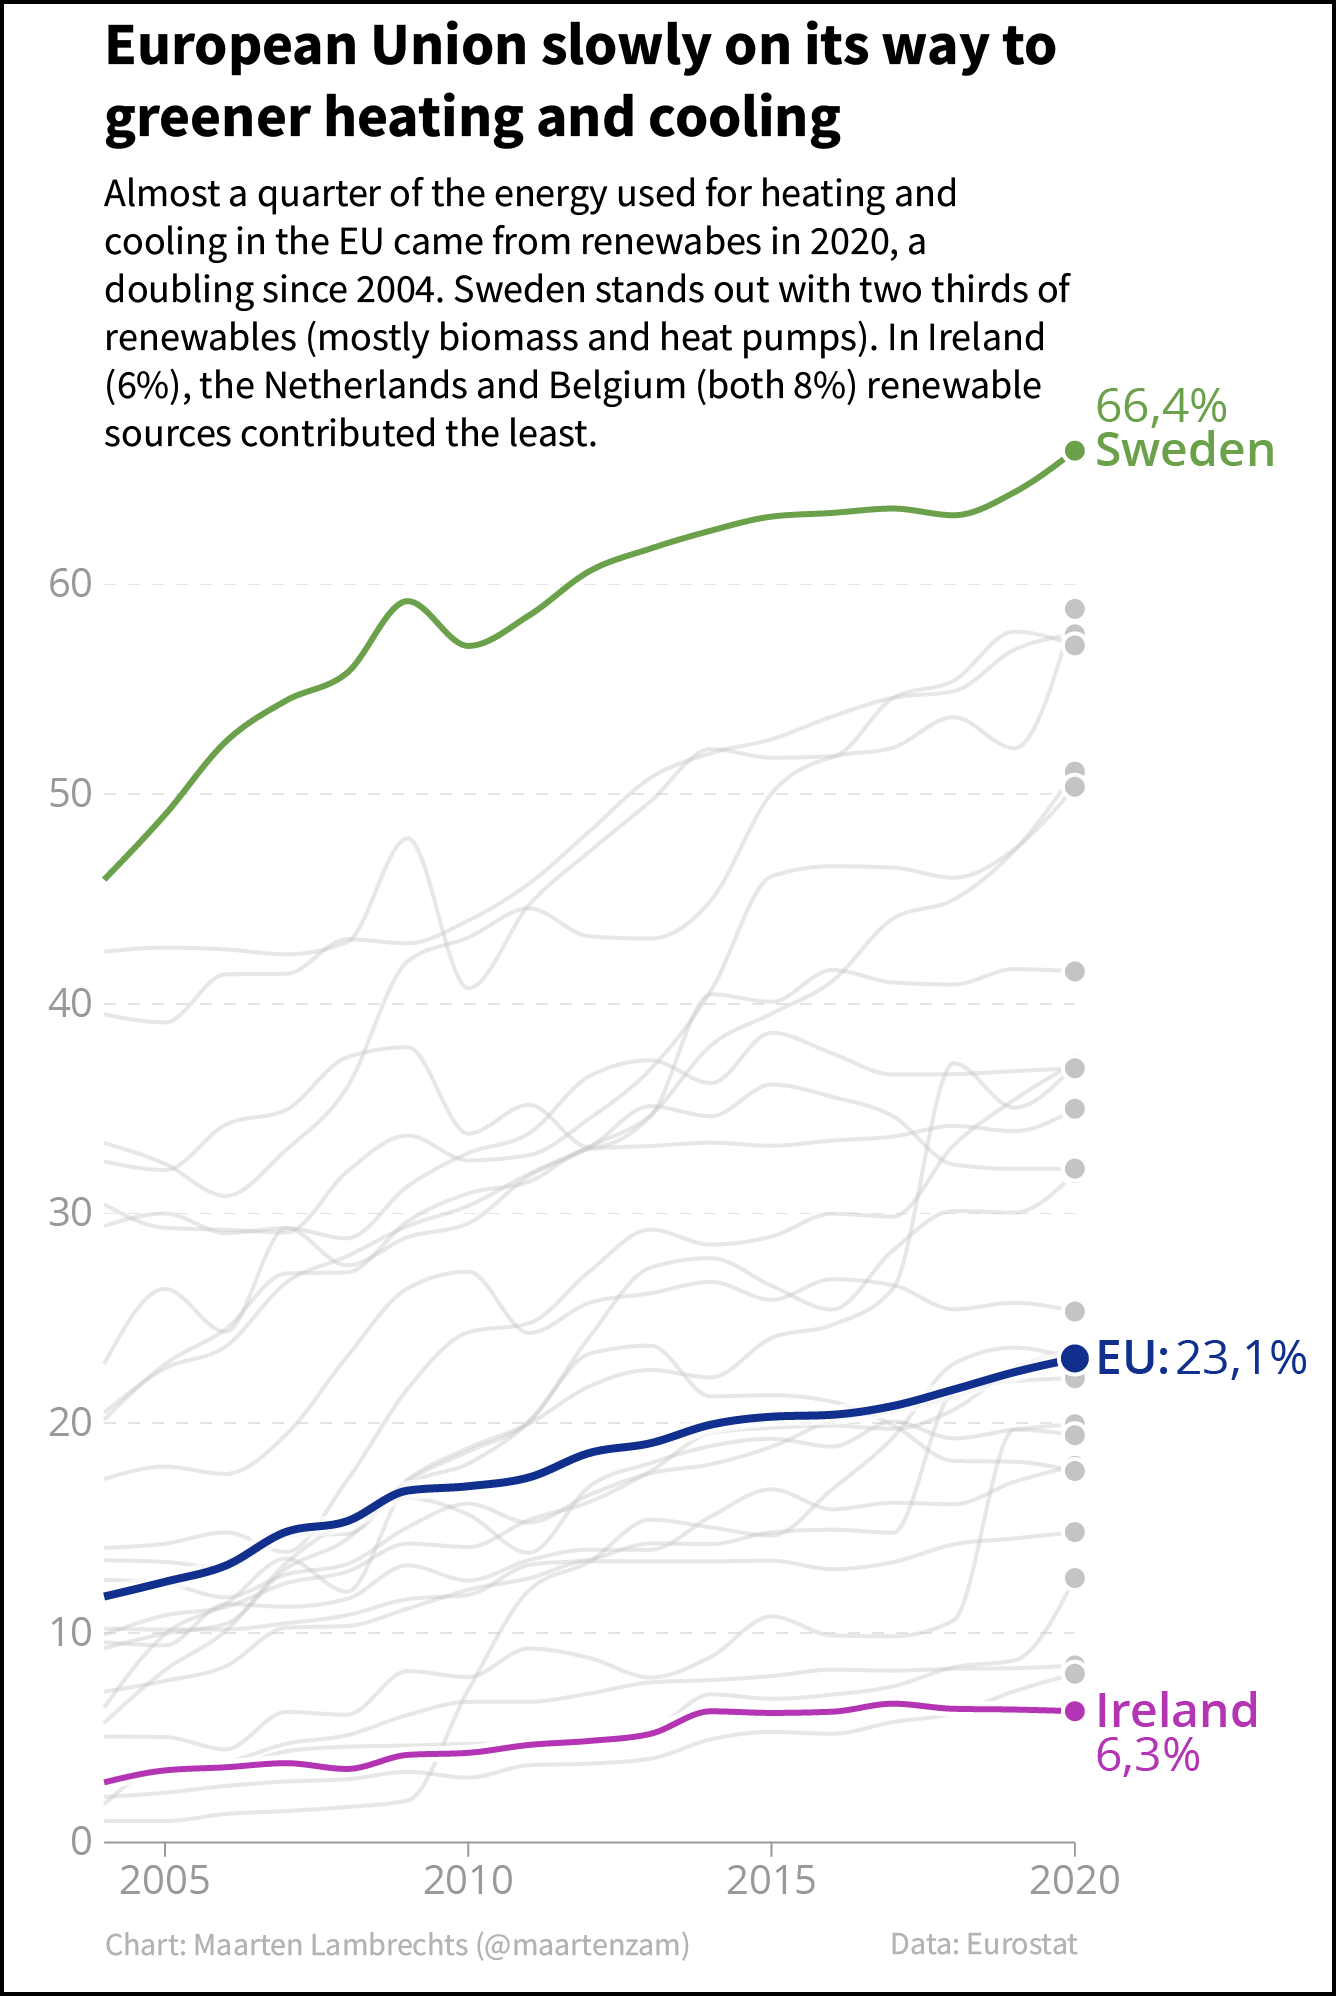 European Union slowly on its way to
greener heating and cooling
Almost a quarter of the energy used for heating and
cooling in the EU came from renewabes in 2020, a
doubling since 2004. Sweden stands out with two thirds of
renewables (mostly biomass and heat pumps). In Ireland
(6%), the Netherlands and Belgium (both 8%) renewable
sources contributed the least.
66,4%
Sweden
60
50
40
30
EU: 23,1%
20
10
Ireland
6,3%
0
2005 2010 2015 2020
Chart: Maarten Lambrechts (@maartenzam) Data: Eurostat